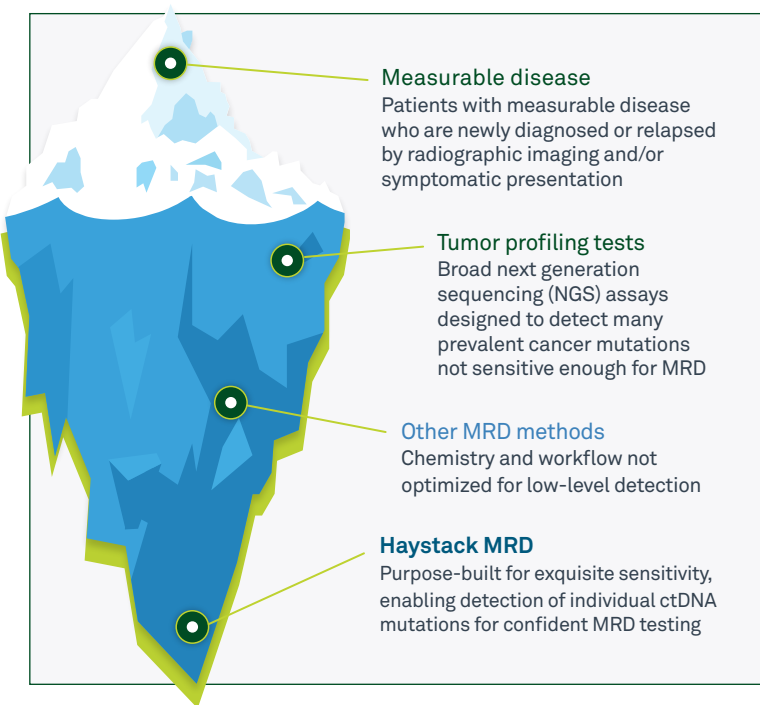 Measurable disease
Patients with measurable disease
who are newly diagnosed or relapsed
by radiographic imaging and/or
symptomatic presentation
Tumor profiling tests
Broad next generation
sequencing (NGS) assays
designed to detect many
prevalent cancer mutations
not sensitive enough for MRD
Other MRD methods
Chemistry and workflow not
optimized for low-level detection
Haystack MRD
Purpose-built for exquisite sensitivity,
enabling detection of individual ctDNA
mutations for confident MRD testing